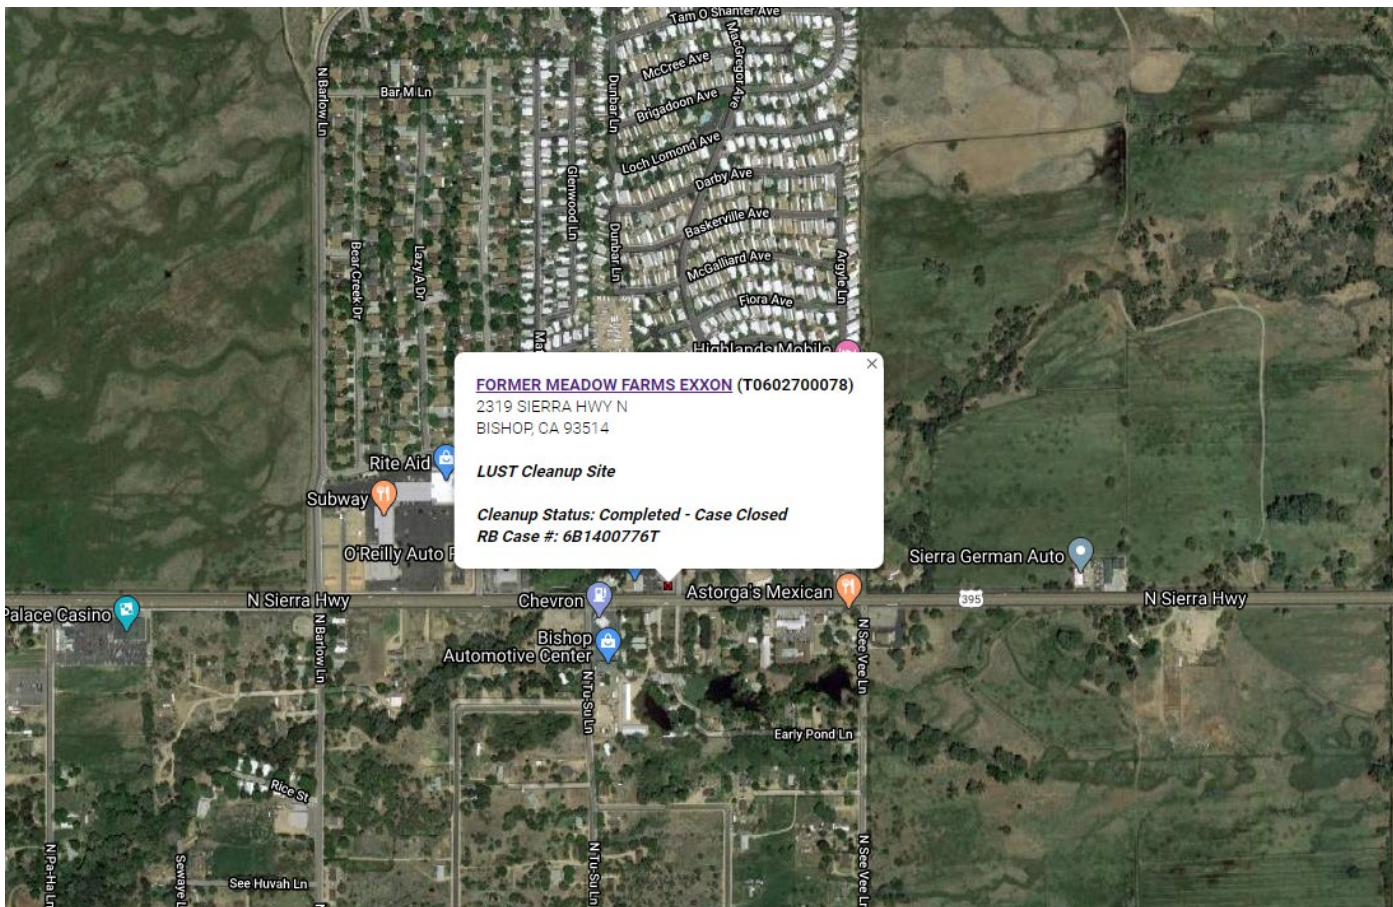 Tam O Shanter Ave
MacGregor Ave
McCree Ave
N Barlow Ln
Bar M Ln
Dunbar Ln
Brigadoon Ave
Loch Lomond Ave
Glenwood Ln
Darby Ave
Baskerville Ave
Dunbar Ln
Bear Creek Dr
Lazy A Dr
McGalliard Ave
Argyle Ln
Fiora Ave
Highlands Mobile
FORMER MEADOW FARMS EXXON (T0602700078)
2319 SIERRA HWY N
BISHOP, CA 93514
LUST Cleanup Site
Cleanup Status: Completed - Case Closed
RB Case #: 6B1400776T
Rite Aid
Subway
O'Reilly Auto
Sierra German Auto
Astorga's Mexican
N Sierra Hwy
Chevron
395
N Sierra Hwy
Palace Casino
N Barlow Ln
Bishop
Automotive Center
N See Vee Ln
N Tu-Su Ln
Early Pond Ln
Rice St
N Pa-Ha Ln
See Huvah Ln
N Tu-Su Ln
N See Vee Ln